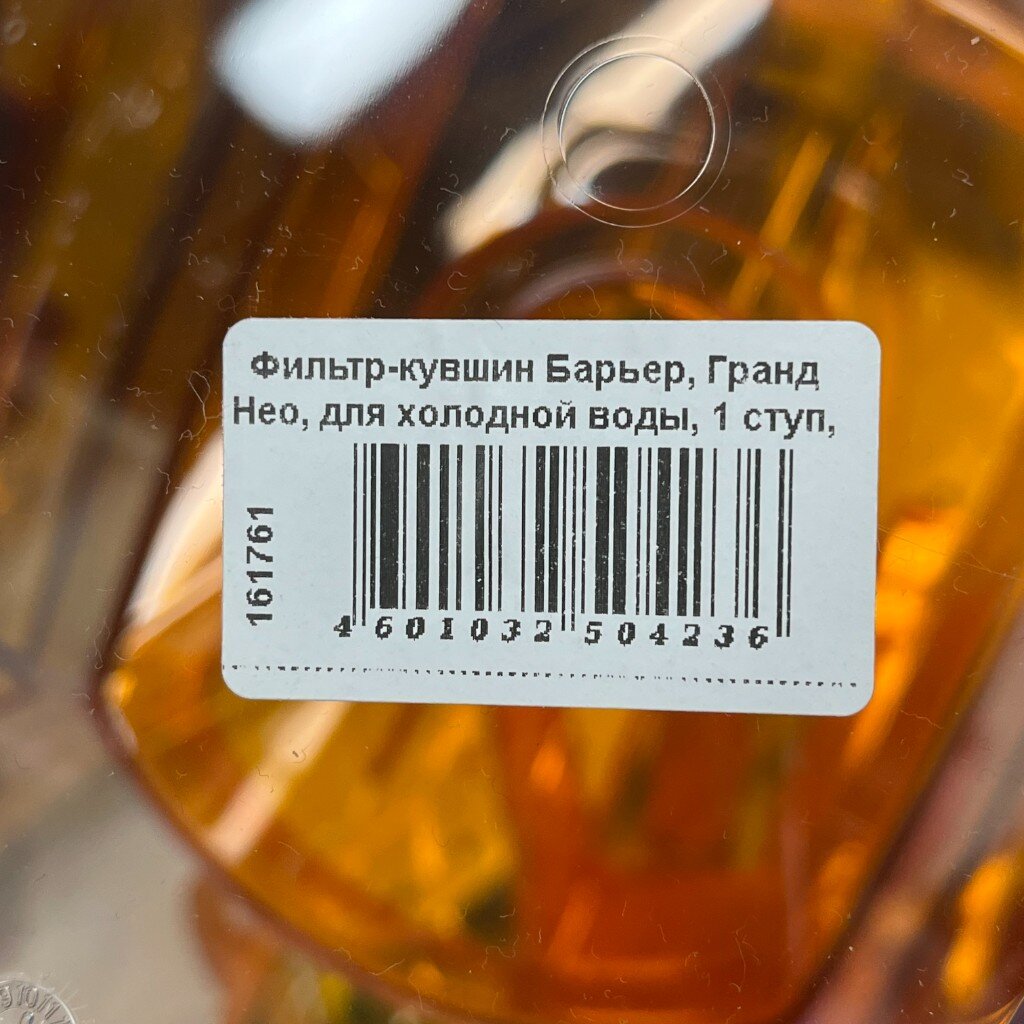 Фильтр-кувшин Барьер, Гранд
Нео, для холодной воды, 1 ступ,
161761
4 601032 504236